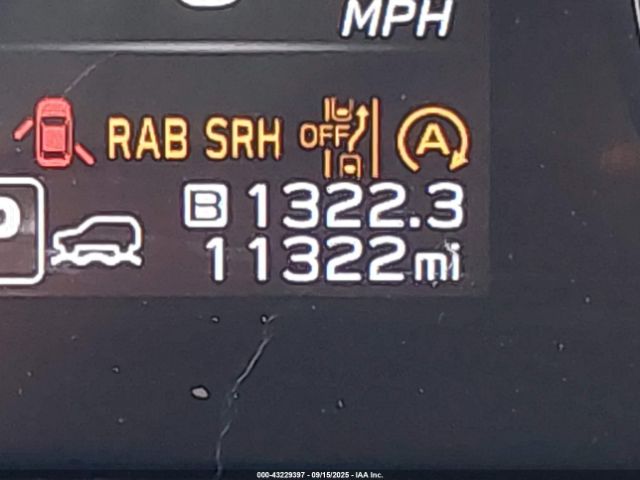 MPH
RAB SRH OFF A
B 1322.3
P
11322 mi
000-43229397 - 09/15/2025 - IAA Inc.